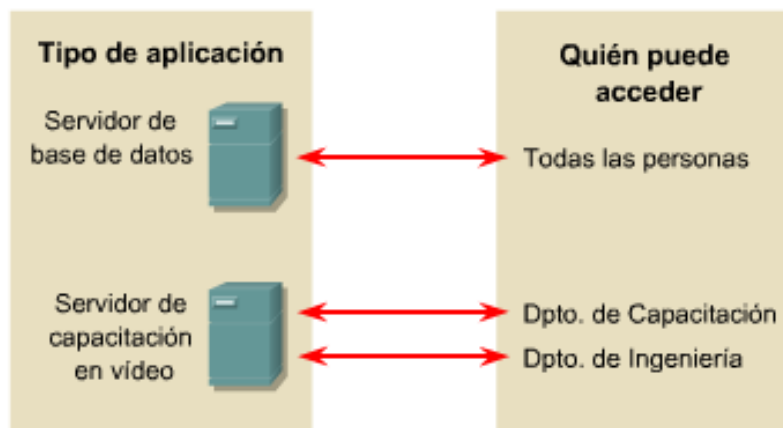 Tipo de aplicación
Servidor de
base de datos
Servidor de
capacitación
en vídeo
Quién puede
acceder
Todas las personas
Dpto. de Capacitación
Dpto. de Ingeniería